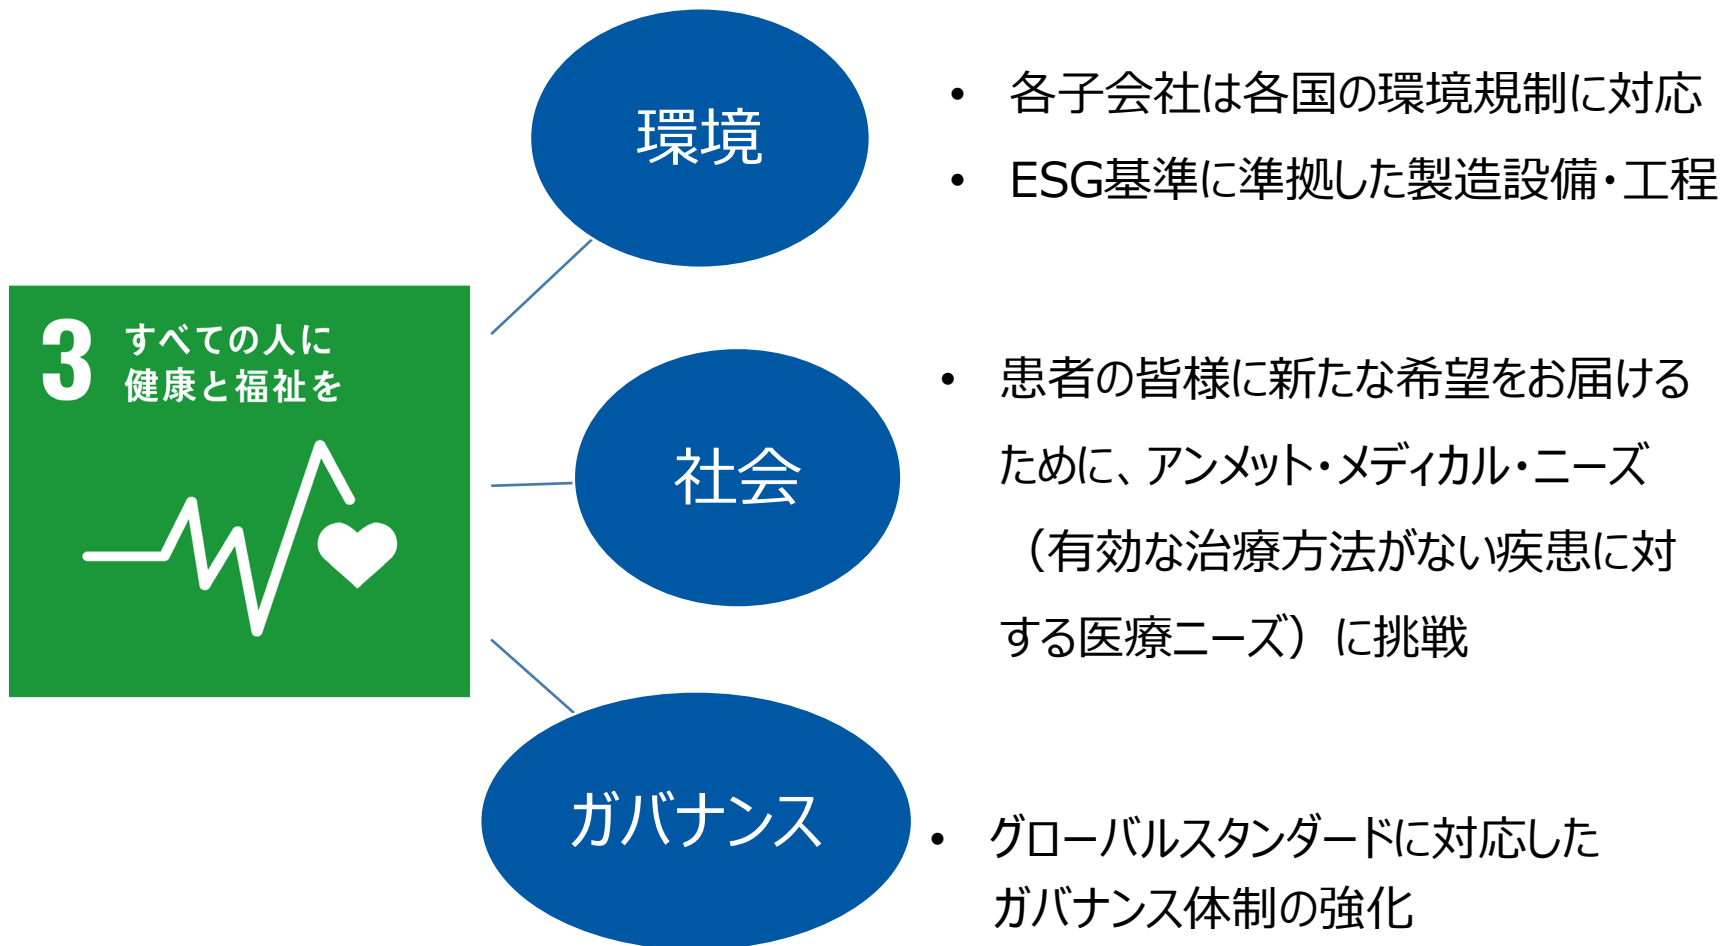 環境
• 各子会社は各国の環境規制に対応
• ESG基準に準拠した製造設備・工程
3 すべての人に
健康と福祉を
社会
• 患者の皆様に新たな希望をお届ける
ために、アンメット・メディカル・ニーズ
（有効な治療方法がない疾患に対
する医療ニーズ）に挑戦
ガバナンス
• グローバルスタンダードに対応した
ガバナンス体制の強化